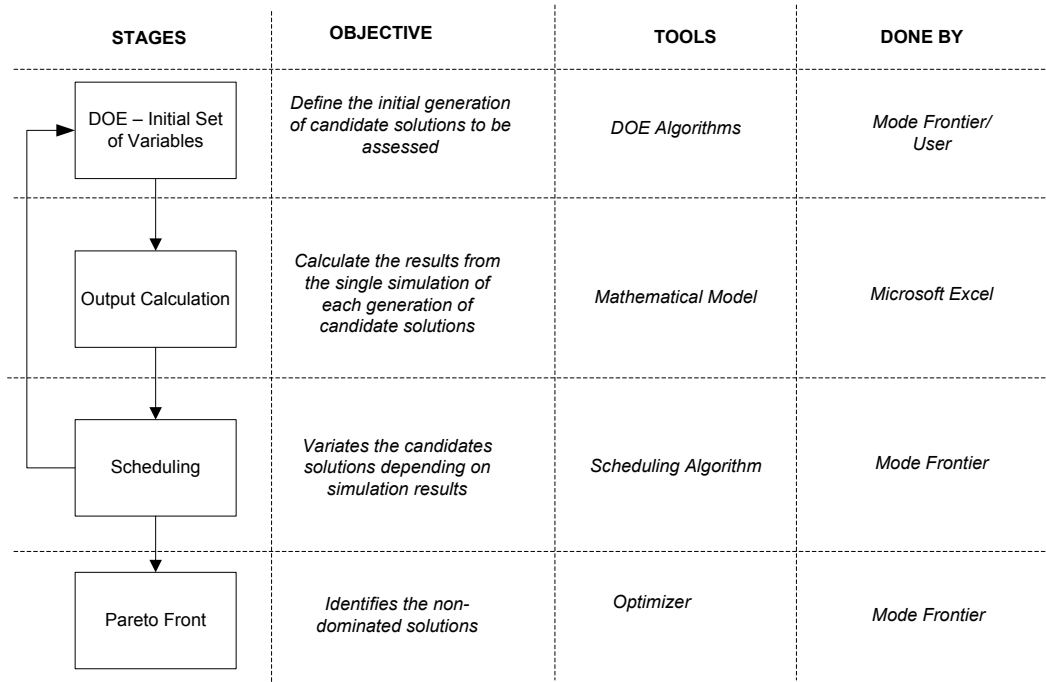 STAGES
OBJECTIVE
TOOLS
DONE BY
DOE – Initial Set
of Variables
Define the initial generation
of candidate solutions to be
assessed
DOE Algorithms
Mode Frontier/
User
Output Calculation
Calculate the results from
the single simulation of
each generation of
candidate solutions
Mathematical Model
Microsoft Excel
Scheduling
Variates the candidates
solutions depending on
simulation results
Scheduling Algorithm
Mode Frontier
Pareto Front
Identifies the non-
dominated solutions
Optimizer
Mode Frontier